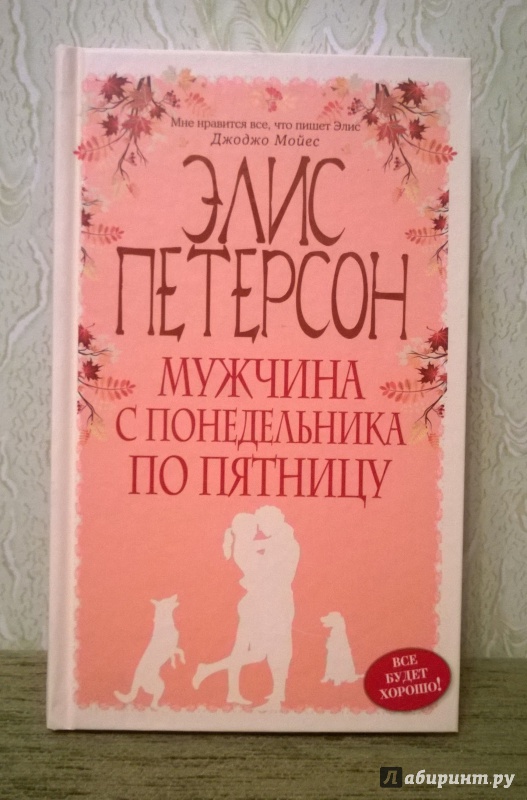 Мне нравится все, что пишет Элис
Джоджо Мойес
ЭЛИС
ПЕТЕРСОН
МУЖЧИНА
С ПОНЕДЕЛЬНИКА
ПО ПЯТНИЦУ
ВСЕ
БУДЕТ
ХОРОШО!
Лабиринт.ру